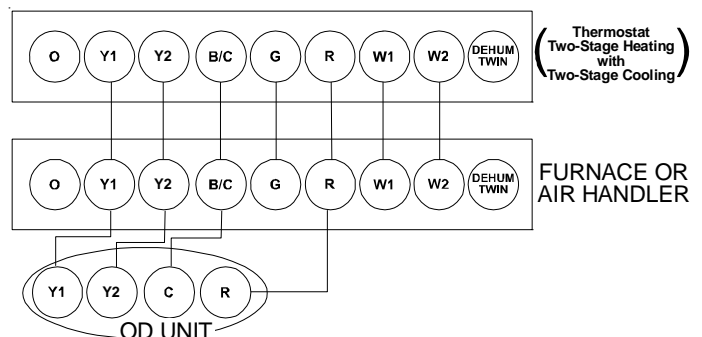 O Y1 Y2 B/C G R W1 W2 DEHUM TWIN
Thermostat
Two-Stage Heating
with
Two-Stage Cooling
O Y1 Y2 B/C G R W1 W2 DEHUM TWIN
FURNACE OR
AIR HANDLER
Y1 Y2 C R
OD UNIT